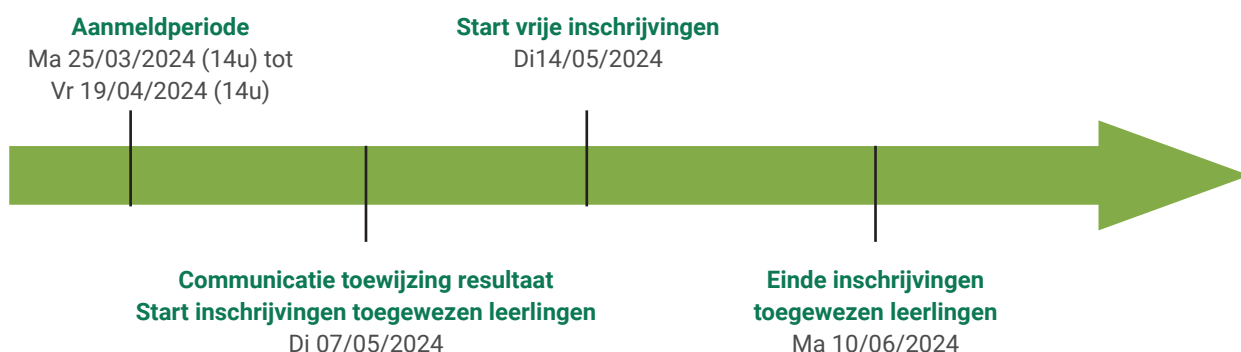 Aanmeldperiode
Ma 25/03/2024 (14u) tot
Vr 19/04/2024 (14u)
Start vrije inschrijvingen
Di14/05/2024
Communicatie toewijzing resultaat
Start inschrijvingen toegewezen leerlingen
Di 07/05/2024
Einde inschrijvingen
toegewezen leerlingen
Ma 10/06/2024